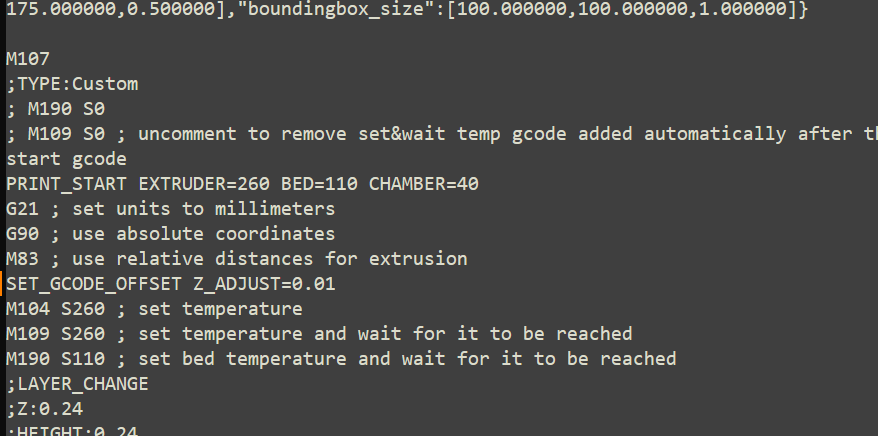 175.000000,0.500000],"boundingbox_size":[100.000000,100.000000,1.000000]}
M107
;TYPE:Custom
; M190 S0
; M109 S0 ; uncomment to remove set&wait temp gcode added automatically after
start gcode
PRINT_START EXTRUDER=260 BED=110 CHAMBER=40
G21 ; set units to millimeters
G90 ; use absolute coordinates
M83 ; use relative distances for extrusion
SET_GCODE_OFFSET Z_ADJUST=0.01
M104 S260 ; set temperature
M109 S260 ; set temperature and wait for it to be reached
M190 S110 ; set bed temperature and wait for it to be reached
;LAYER_CHANGE
;Z:0.24
;HEIGHT:0.24